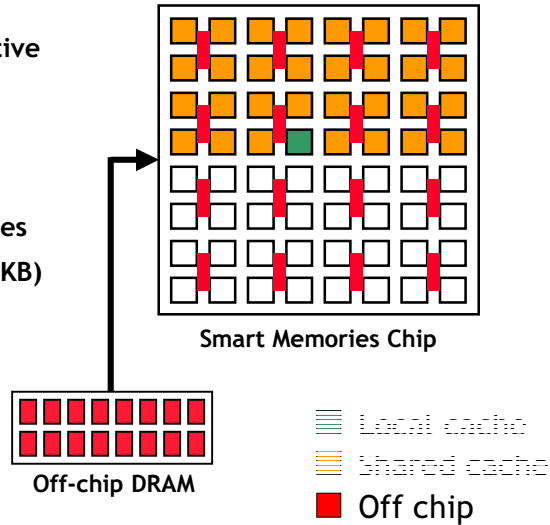 tive
es
KB)
Smart Memories Chip
Off-chip DRAM
Local cache
Shared cache
Off chip